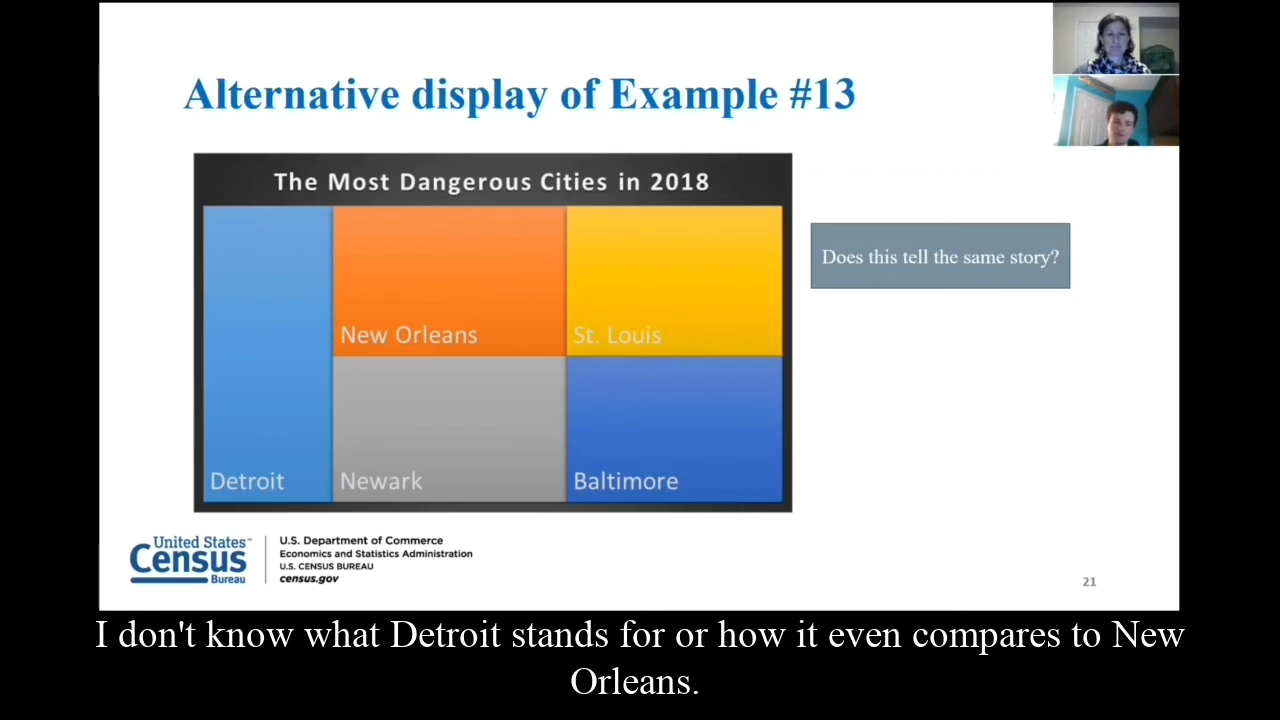 Alternative display of Example #13
The Most Dangerous Cities in 2018
New Orleans
St. Louis
Detroit
Newark
Baltimore
Does this tell the same story?
United States™
Census
Bureau
U.S. Department of Commerce
Economics and Statistics Administration
U.S. CENSUS BUREAU
census.gov
21
I don't know what Detroit stands for or how it even compares to New
Orleans.